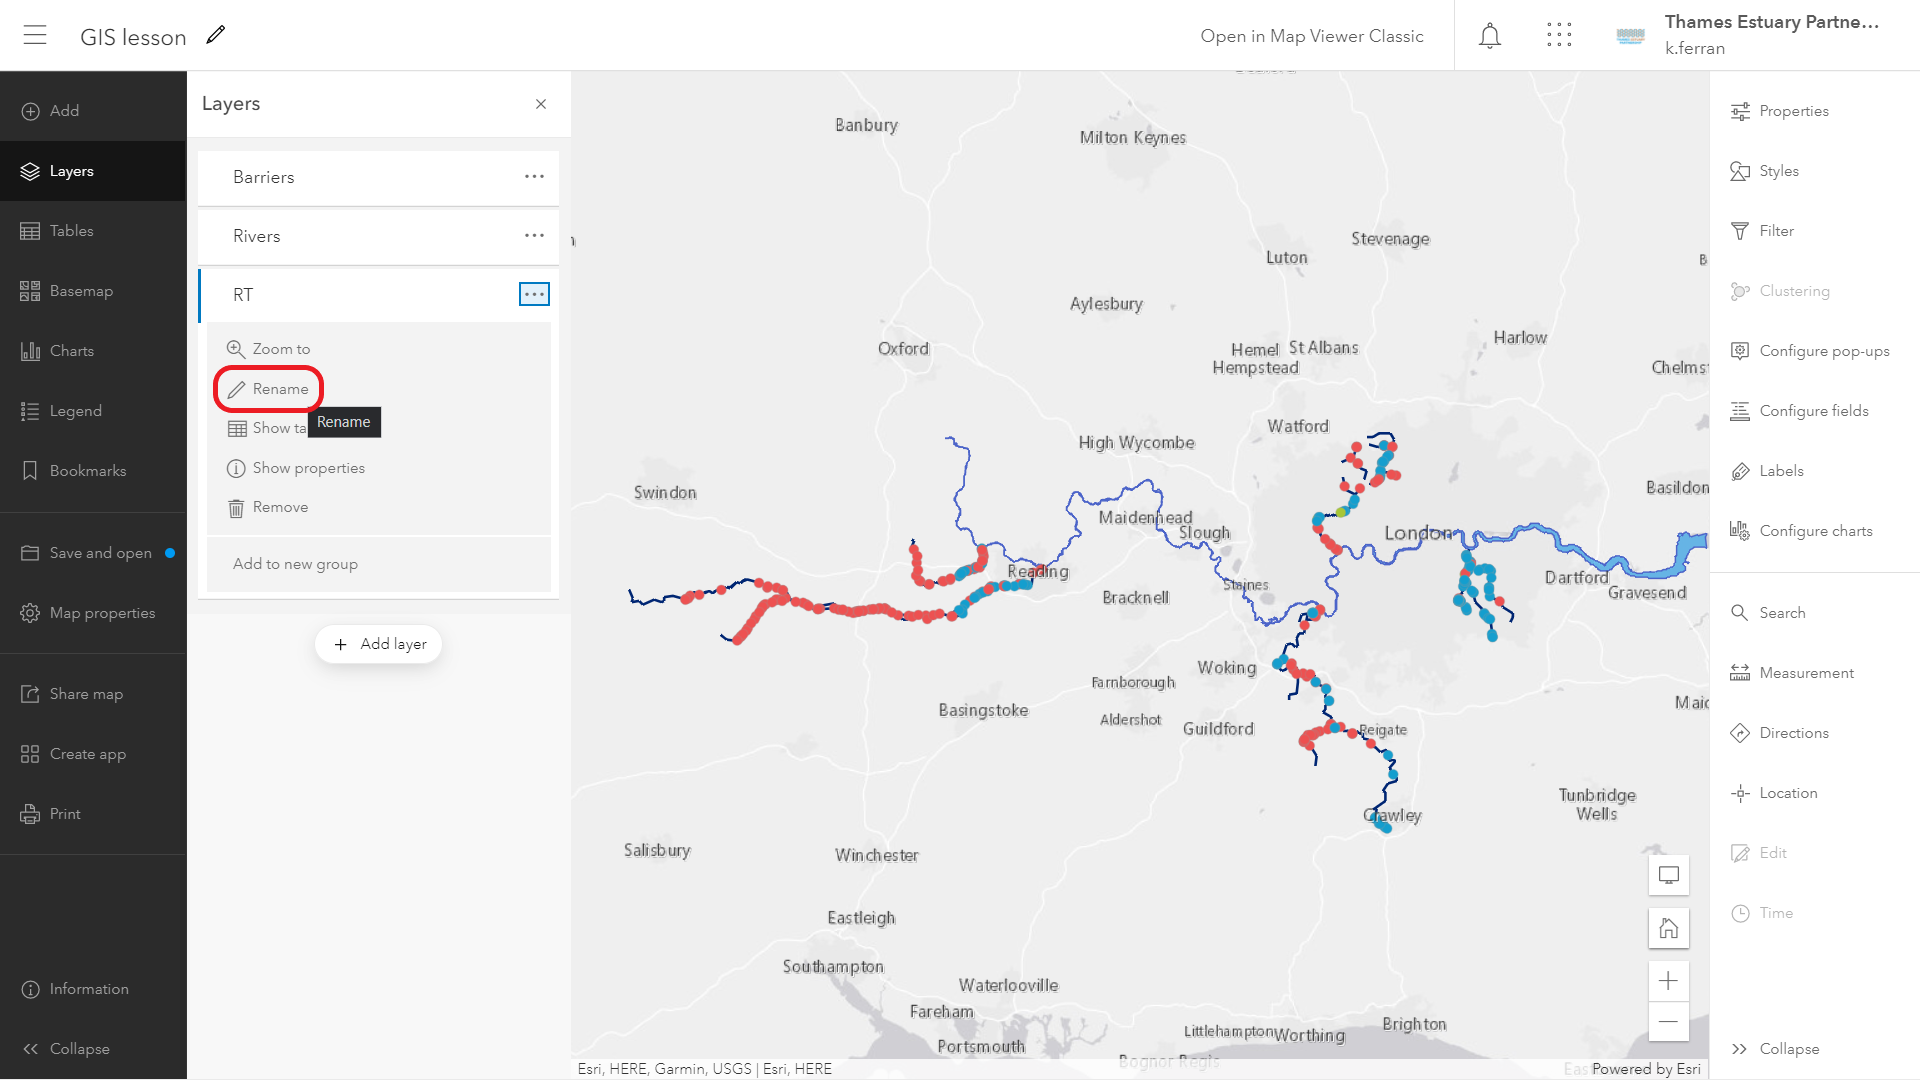 GIS lesson
Open in Map Viewer Classic
Thames Estuary Partne...
k.ferran
Add
Layers
Tables
Basemap
Charts
Legend
Bookmarks
Save and open
Map properties
Share map
Create app
Print
Information
Collapse
Layers
Barriers
Rivers
RT
Zoom to
Rename
Rename
Show ta
Show properties
Remove
Add to new group
+ Add layer
Banbury
Milton Keynes
Stevenage
Luton
Aylesbury
Harlow
Oxford
Hemel
Hempstead
St Albans
Chelms
Watford
High Wycombe
Swindon
Basildon
Maidenhead
Slough
London
Reading
Staines
Dartford
Gravesend
Bracknell
Woking
Farnborough
Maid
Basingstoke
Aldershot
Guildford
Reigate
Tunbridge
Wells
Crawley
Salisbury
Winchester
Eastleigh
Southampton
Waterlooville
Fareham
Portsmouth
Littlehampton
Worthing
Brighton
Bognor Regis
East
Esri, HERE, Garmin, USGS | Esri, HERE
Powered by Esri
Properties
Styles
Filter
Clustering
Configure pop-ups
Configure fields
Labels
Configure charts
Search
Measurement
Directions
Location
Edit
Time
Collapse